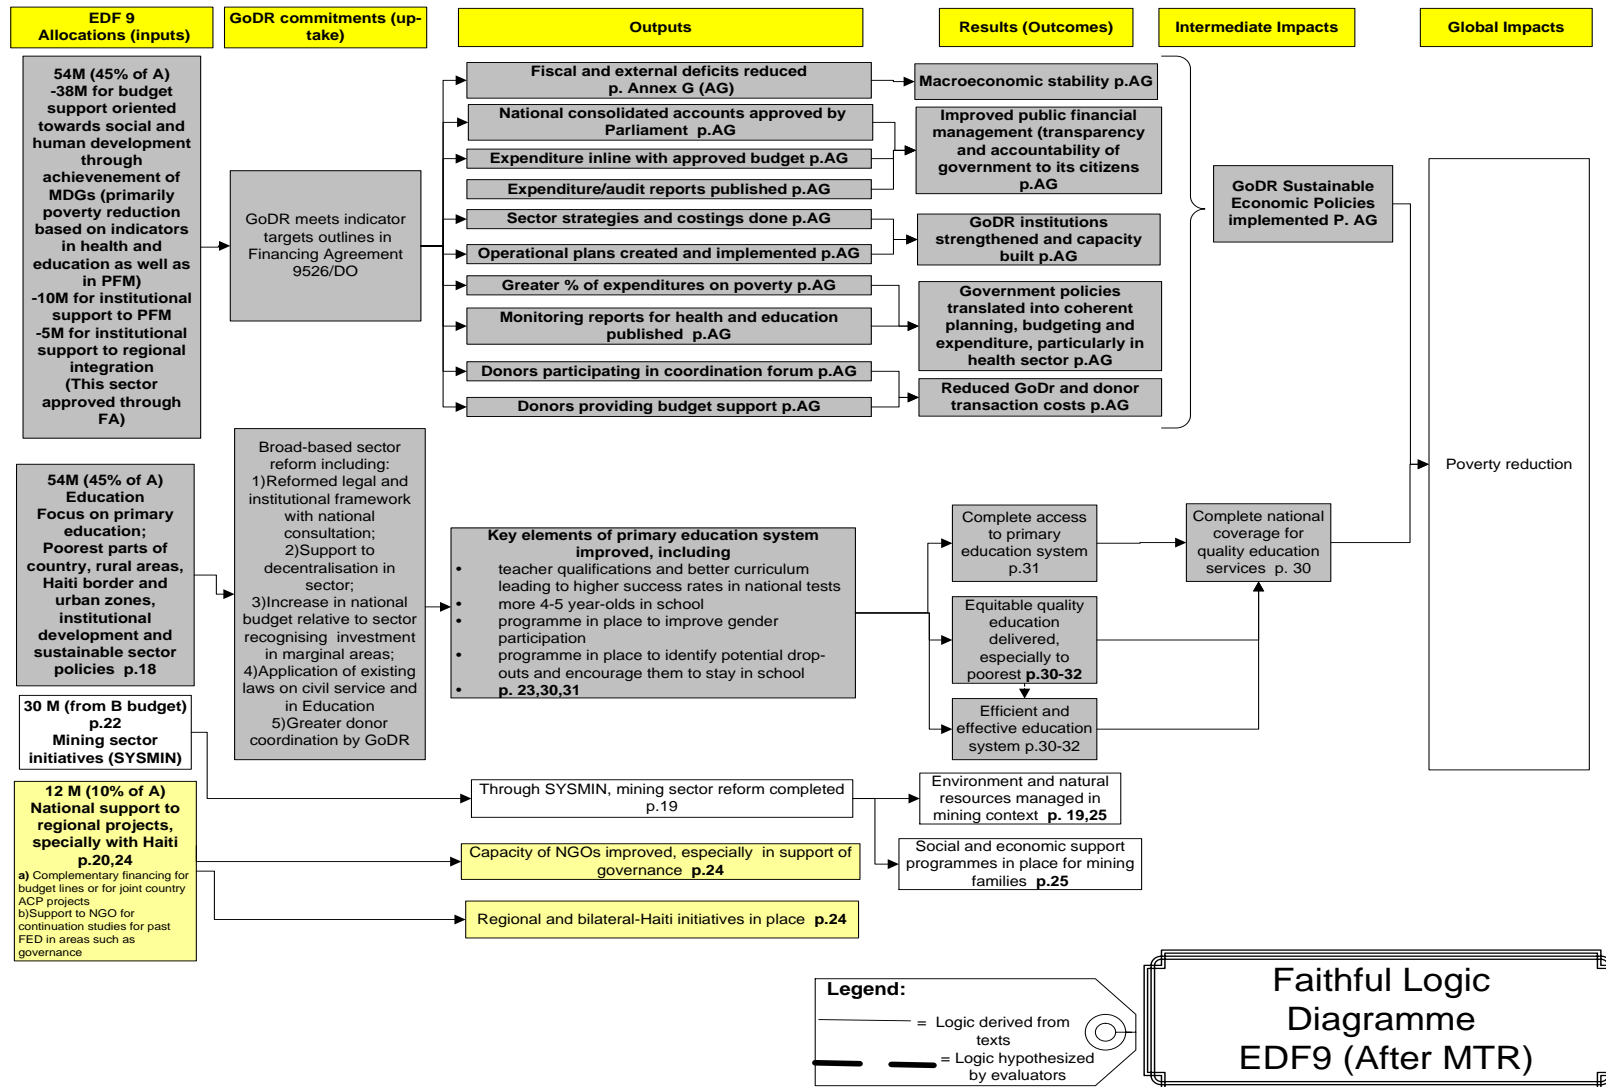 EDF 9
Allocations (inputs)
GoDR commitments (up-
take)
Outputs
Results (Outcomes)
Intermediate Impacts
Global Impacts
54M (45% of A)
-38M for budget
support oriented
towards social and
human development
through
achievenement of
MDGs (primarily
poverty reduction
based on indicators
in health and
education as well as
in PFM)
-10M for institutional
support to PFM
-5M for institutional
support to regional
integration
(This sector
approved through
FA)
GoDR meets indicator
targets outlines in
Financing Agreement
9526/DO
Fiscal and external deficits reduced
p. Annex G (AG)
National consolidated accounts approved by
Parliament p.AG
Expenditure inline with approved budget p.AG
Expenditure/audit reports published p.AG
Sector strategies and costings done p.AG
Operational plans created and implemented p.AG
Greater % of expenditures on poverty p.AG
Monitoring reports for health and education
published p.AG
Donors participating in coordination forum p.AG
Donors providing budget support p.AG
Macroeconomic stability p.AG
Improved public financial
management (transparency
and accountability of
government to its citizens
p.AG
GoDR institutions
strengthened and capacity
built p.AG
Government policies
translated into coherent
planning, budgeting and
expenditure, particularly in
health sector p.AG
Reduced GoDr and donor
transaction costs p.AG
GoDR Sustainable
Economic Policies
implemented P. AG
Poverty reduction
54M (45% of A)
Education
Focus on primary
education;
Poorest parts of
country, rural areas,
Haiti border and
urban zones,
institutional
development and
sustainable sector
policies p.18
Broad-based sector
reform including:
1)Reformed legal and
institutional framework
with national
consultation;
2)Support to
decentralisation in
sector;
3)Increase in national
budget relative to sector
recognising investment
in marginal areas;
4)Application of existing
laws on civil service and
in Education
5)Greater donor
coordination by GoDR
Key elements of primary education system
improved, including
• teacher qualifications and better curriculum
leading to higher success rates in national tests
• more 4-5 year-olds in school
• programme in place to improve gender
participation
• programme in place to identify potential drop-
outs and encourage them to stay in school
• p. 23,30,31
Complete access
to primary
education system
p.31
Equitable quality
education
delivered,
especially to
poorest p.30-32
Efficient and
effective education
system p.30-32
Complete national
coverage for
quality education
services p. 30
30 M (from B budget)
p.22
Mining sector
initiatives (SYSMIN)
Through SYSMIN, mining sector reform completed
p.19
Environment and natural
resources managed in
mining context p. 19,25
Social and economic support
programmes in place for mining
families p.25
12 M (10% of A)
National support to
regional projects,
specially with Haiti
p.20,24
a) Complementary financing for
budget lines or for joint country
ACP projects
b)Support to NGO for
continuation studies for past
FED in areas such as
governance
Capacity of NGOs improved, especially in support of
governance p.24
Regional and bilateral-Haiti initiatives in place p.24
Legend:
= Logic derived from
texts
= Logic hypothesized
by evaluators
Faithful Logic
Diagramme
EDF9 (After MTR)